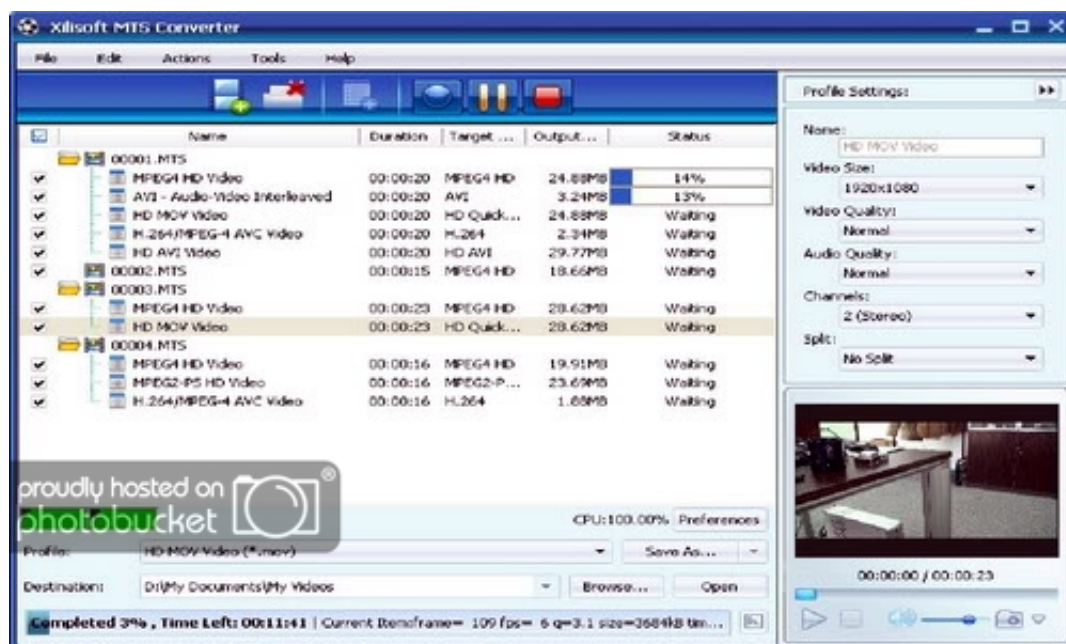 Xilisoft MTS Converter
File Edit Actions Tools Help
Name Duration Target ... Output... Status
00001.MTS
MPEG4 HD Video 00:00:20 MPEG4 HD 24.88MB 14%
AVI - Audio-Video Interleaved 00:00:20 AVI 3.24MB 13%
HD MOV Video 00:00:20 HD Quick... 24.88MB Waiting
H.264/MPEG-4 AVC Video 00:00:20 H.264 2.34MB Waiting
HD AVI Video 00:00:20 HD AVI 29.77MB Waiting
00002.MTS 00:00:15 MPEG4 HD 18.66MB Waiting
00003.MTS
MPEG4 HD Video 00:00:23 MPEG4 HD 28.62MB Waiting
HD MOV Video 00:00:23 HD Quick... 28.62MB Waiting
00004.MTS
MPEG4 HD Video 00:00:16 MPEG4 HD 19.91MB Waiting
MPEG2-PS HD Video 00:00:16 MPEG2-P... 23.69MB Waiting
H.264/MPEG-4 AVC Video 00:00:16 H.264 1.88MB Waiting
proudly hosted on
photobucket
CPU:100.00% Preferences
Profile: HD MOV Video (*.mov) Save As...
Destination: D:\My Documents\My Videos Browse... Open
Completed 3% , Time Left: 00:11:41 | Current Item:frame= 109 fps= 6 q=3.1 size=3684kB tim...
Profile Settings:
Name:
HD MOV Video
Video Size:
1920x1080
Video Quality:
Normal
Audio Quality:
Normal
Channels:
2 (Stereo)
Split:
No Split
00:00:00 / 00:00:23